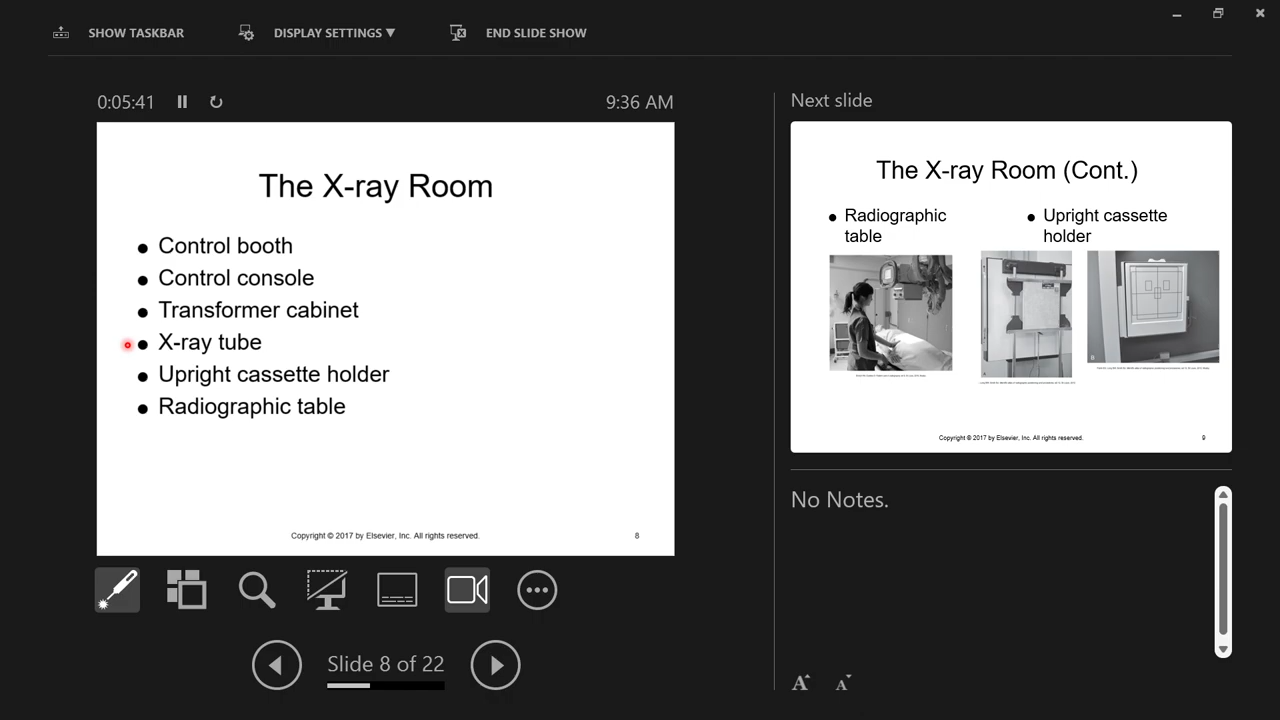 SHOW TASKBAR
DISPLAY SETTINGS ▼
END SLIDE SHOW
0:05:41
9:36 AM
The X-ray Room
● Control booth
● Control console
● Transformer cabinet
● X-ray tube
● Upright cassette holder
● Radiographic table
Copyright © 2017 by Elsevier, Inc. All rights reserved.
8
Slide 8 of 22
Next slide
The X-ray Room (Cont.)
● Radiographic
table
● Upright cassette
holder
Copyright © 2017 by Elsevier, Inc. All rights reserved.
9
No Notes.
A
A